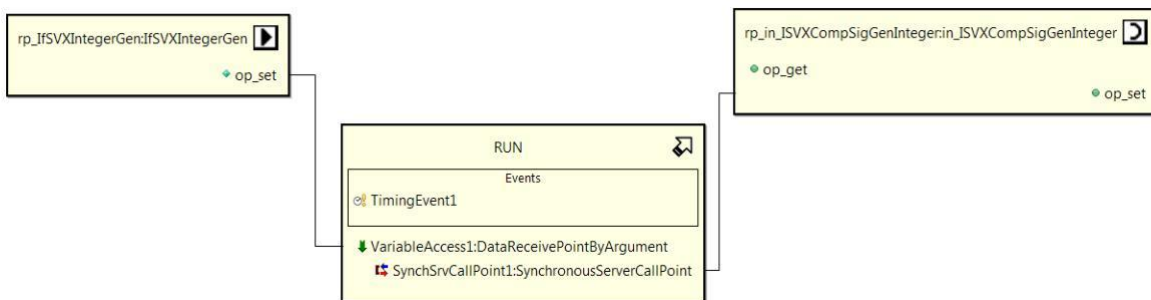 rp_IfSVXIntegerGen:IfSVXIntegerGen
op_set
rp_in_ISVXCompSigGenInteger:in_ISVXCompSigGenInteger
op_get
op_set
RUN
Events
TimingEvent1
VariableAccess1:DataReceivePointByArgument
SynchSrvCallPoint1:SynchronousServerCallPoint